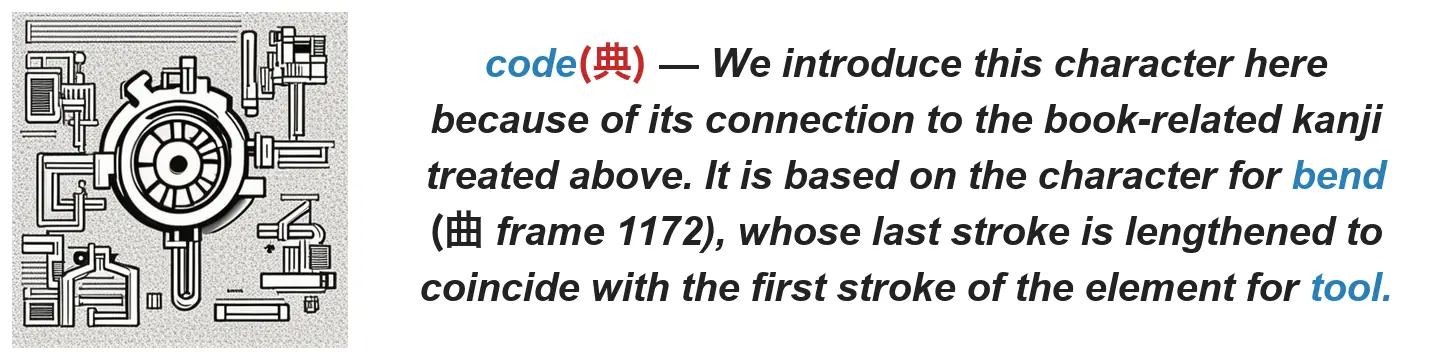 code(典) — We introduce this character here
because of its connection to the book-related kanji
treated above. It is based on the character for bend
(曲 frame 1172), whose last stroke is lengthened to
coincide with the first stroke of the element for tool.